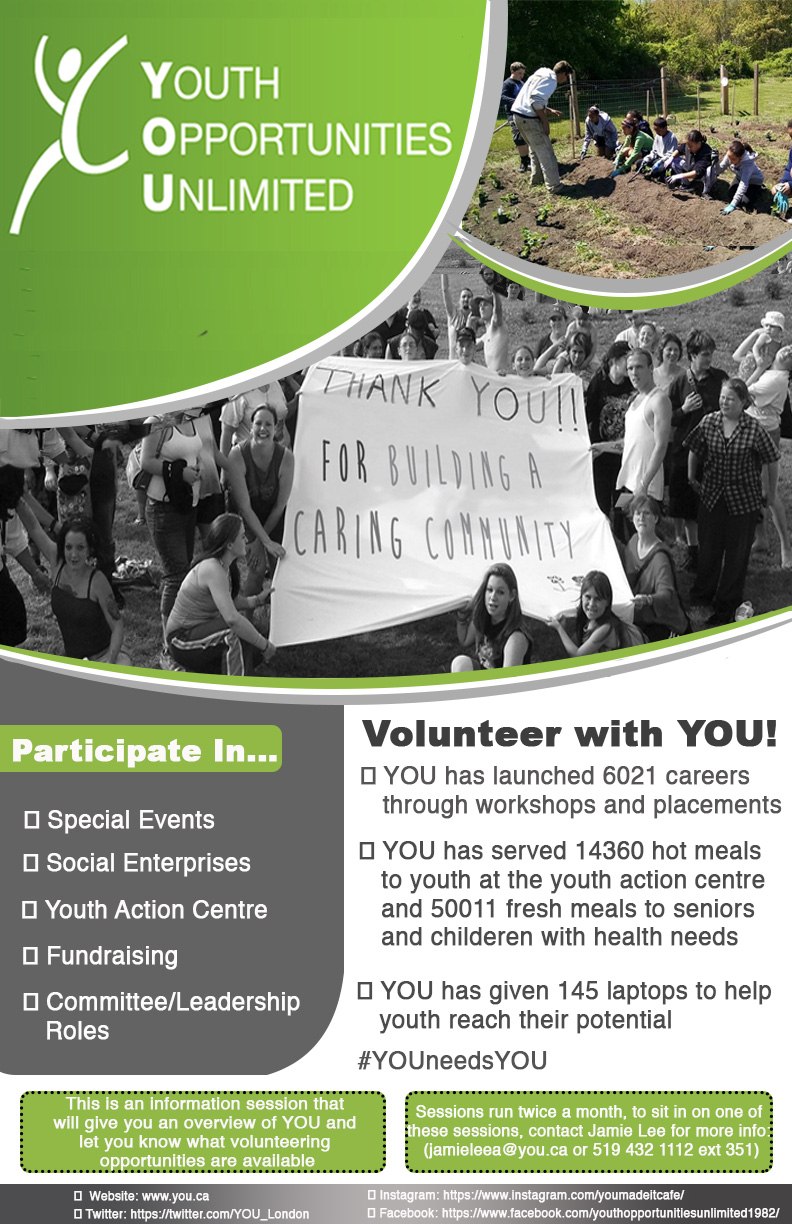 YOUTH
OPPORTUNITIES
UNLIMITED
THANK YOU!!
FOR BUILDING A
CARING COMMUNITY
Participate In...
Special Events
Social Enterprises
Youth Action Centre
Fundraising
Committee/Leadership
Roles
Volunteer with YOU!
YOU has launched 6021 careers
through workshops and placements
YOU has served 14360 hot meals
to youth at the youth action centre
and 50011 fresh meals to seniors
and childeren with health needs
YOU has given 145 laptops to help
youth reach their potential
#YOUneedsYOU
This is an information session that
will give you an overview of YOU and
let you know what volunteering
opportunities are available
Sessions run twice a month, to sit in on one of
these sessions, contact Jamie Lee for more info:
(jamieleea@you.ca or 519 432 1112 ext 351)
Website: www.you.ca
Twitter: https://twitter.com/YOU_London
Instagram: https://www.instagram.com/youmadeitcafe/
Facebook: https://www.facebook.com/youthopportunitiesunlimited1982/